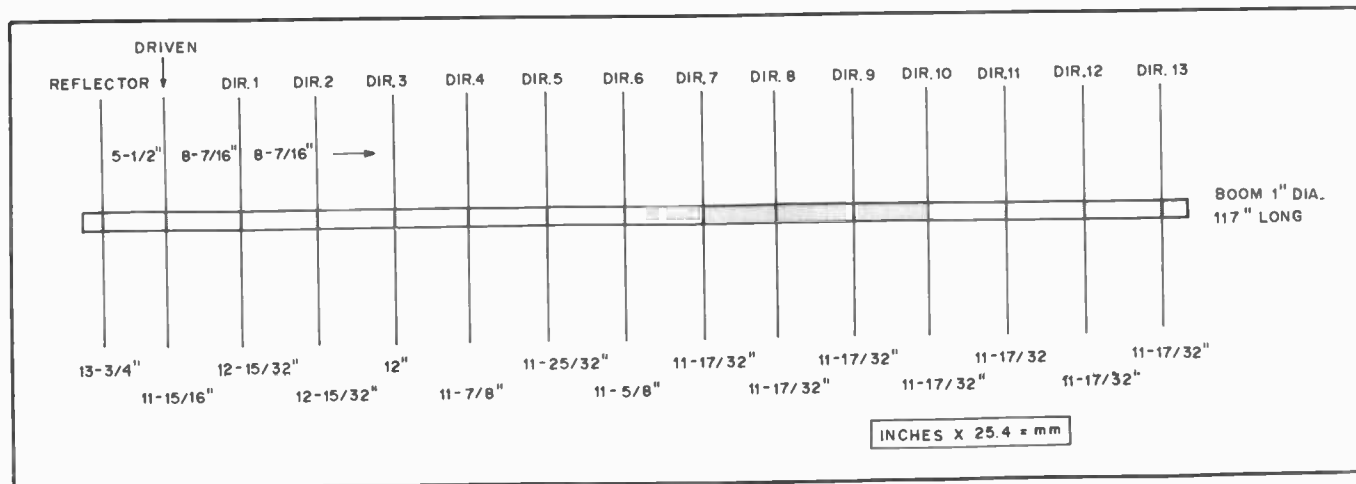 DRIVEN
REFLECTOR DIR.1 DIR.2 DIR.3 DIR.4 DIR.5 DIR.6 DIR.7 DIR.8 DIR.9 DIR.10 DIR.11 DIR.12 DIR.13
5-1/2" 8-7/16" 8-7/16"
BOOM 1" DIA.
117" LONG
13-3/4" 12-15/32" 12" 11-25/32" 11-17/32" 11-17/32" 11-17/32 11-17/32"
11-15/16" 12-15/32" 11-7/8" 11-5/8" 11-17/32" 11-17/32" 11-17/32"
INCHES X 25.4 = mm